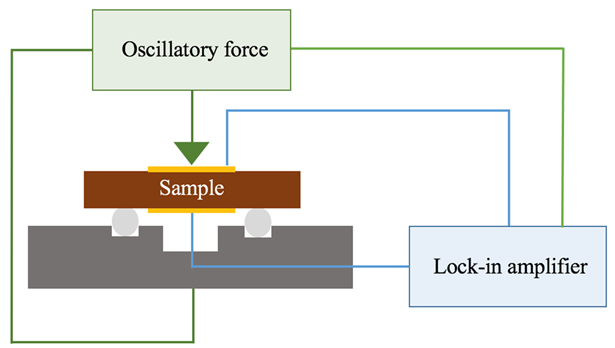 Oscillatory force
Sample
Lock-in amplifier